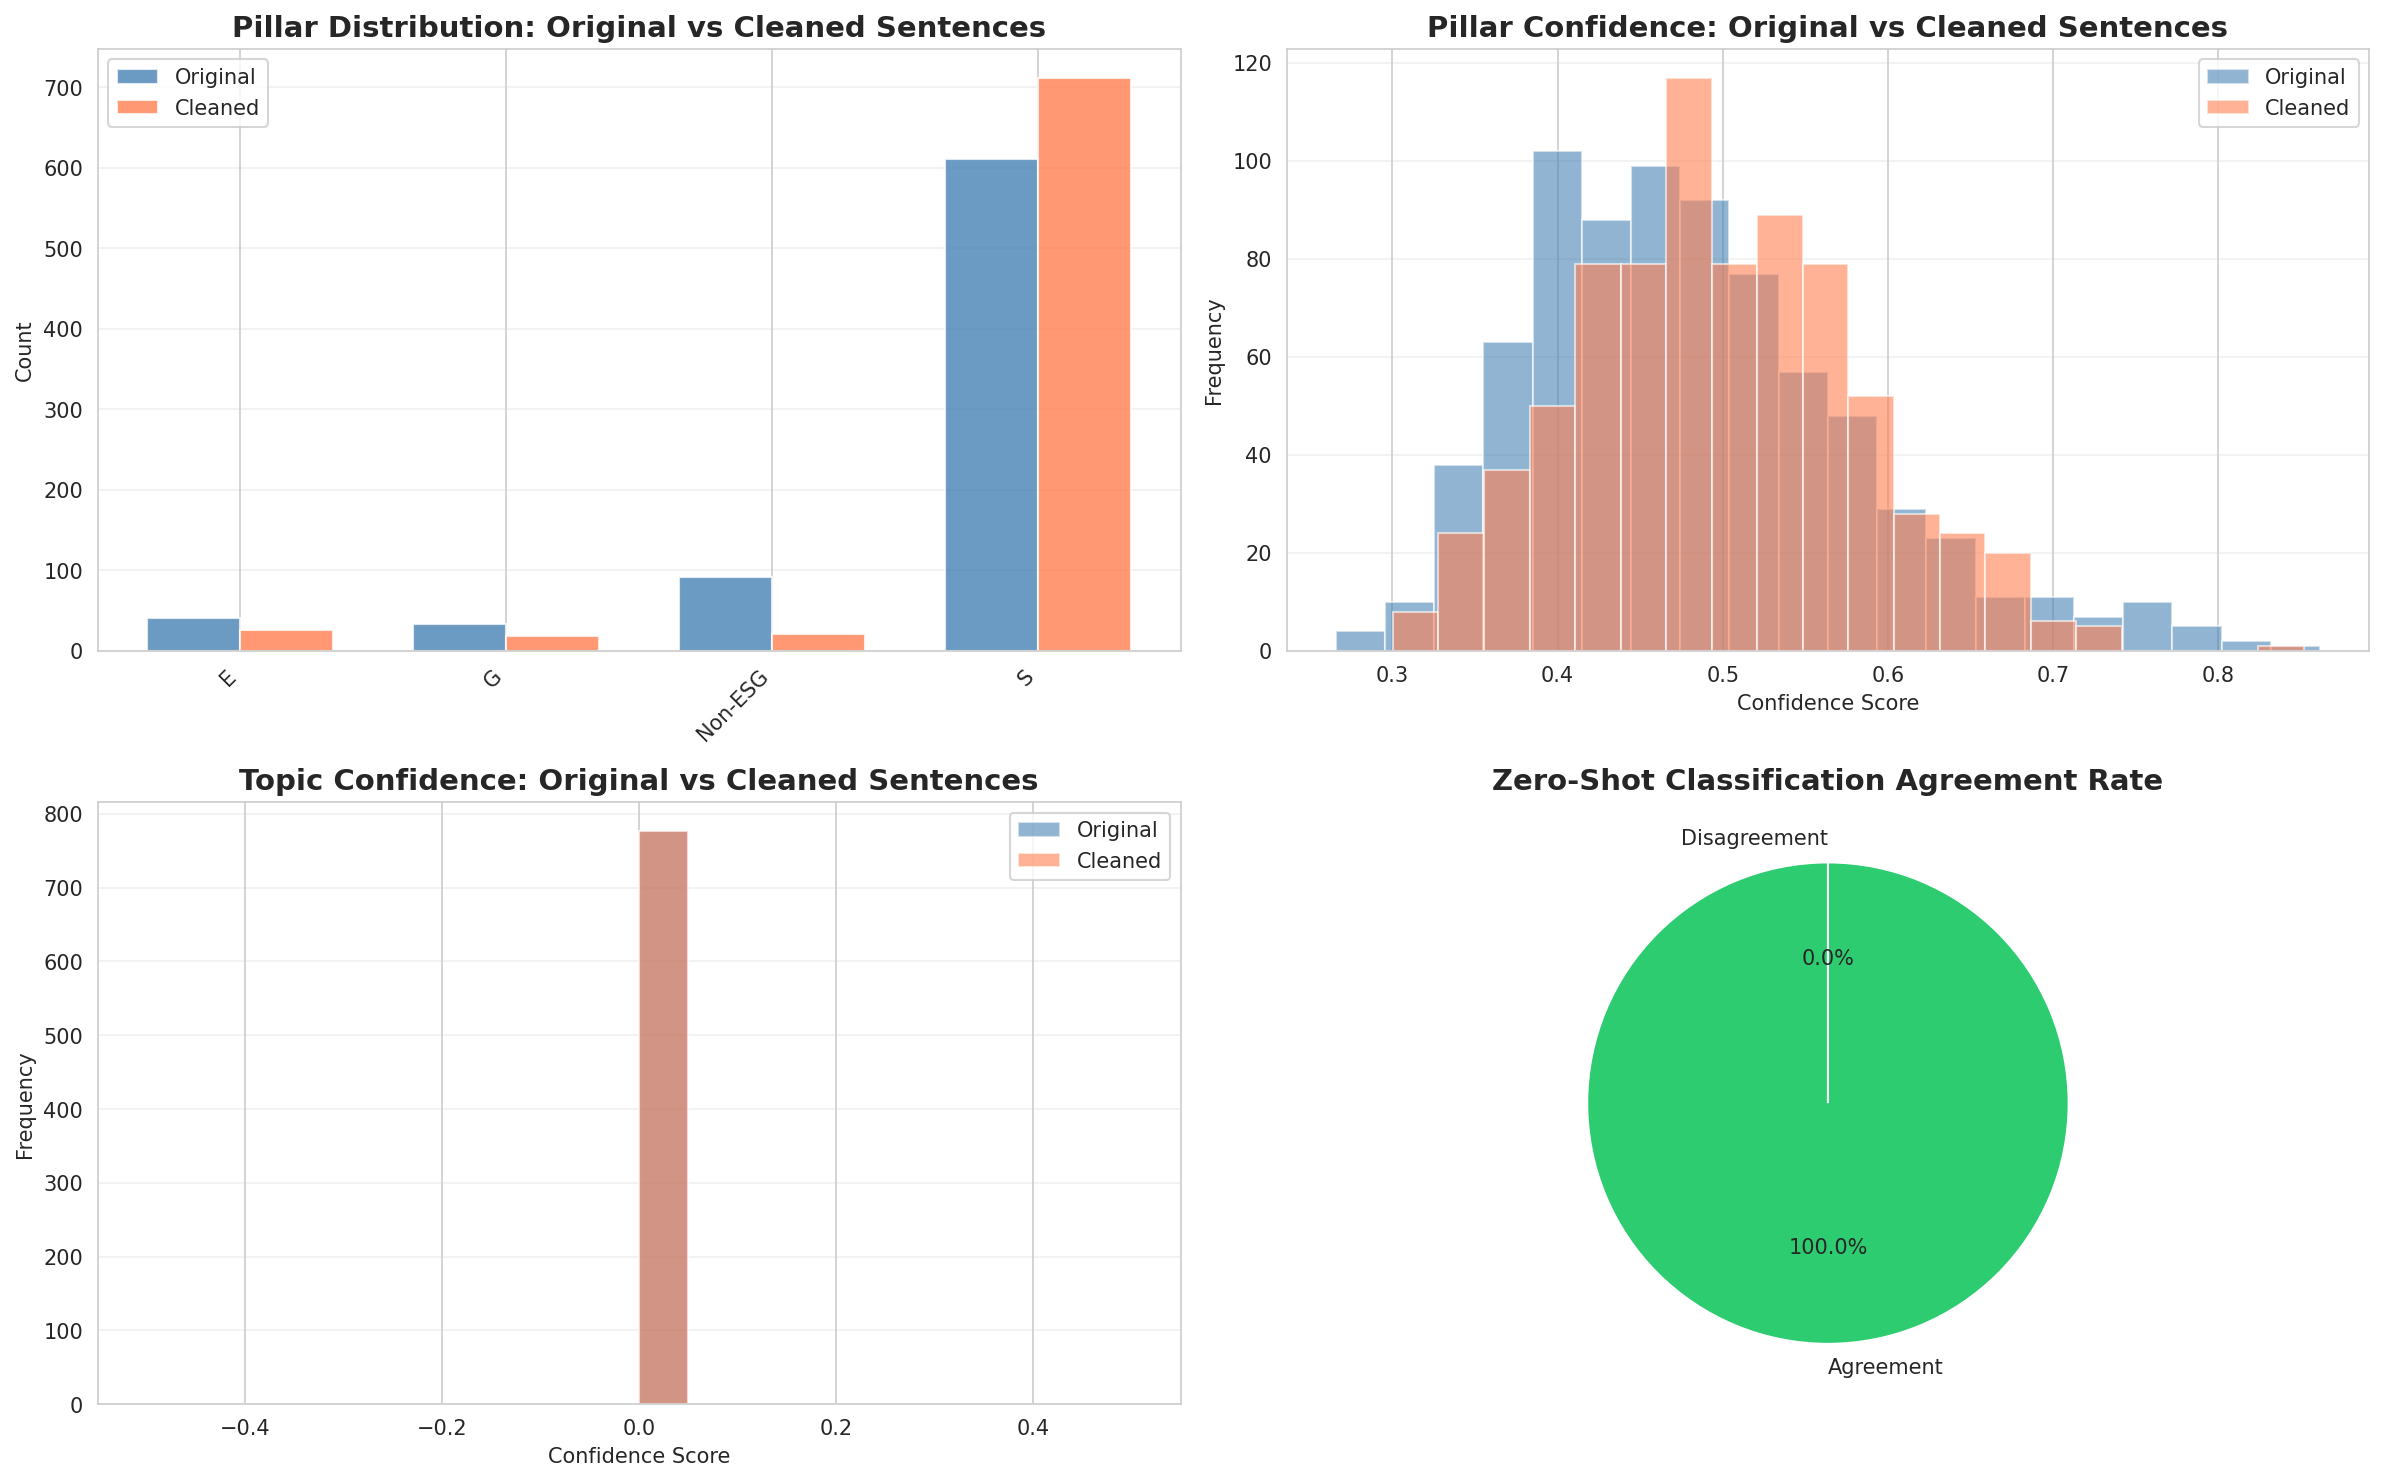 Pillar Distribution: Original vs Cleaned Sentences
Original
Cleaned
Count
700
600
500
400
300
200
100
0
E
G
Non-ESG
S
Pillar Confidence: Original vs Cleaned Sentences
Original
Cleaned
Frequency
120
100
80
60
40
20
0
0.3
0.4
0.5
0.6
0.7
0.8
Confidence Score
Topic Confidence: Original vs Cleaned Sentences
Original
Cleaned
Frequency
800
700
600
500
400
300
200
100
0
−0.4
−0.2
0.0
0.2
0.4
Confidence Score
Zero-Shot Classification Agreement Rate
Disagreement
0.0%
100.0%
Agreement